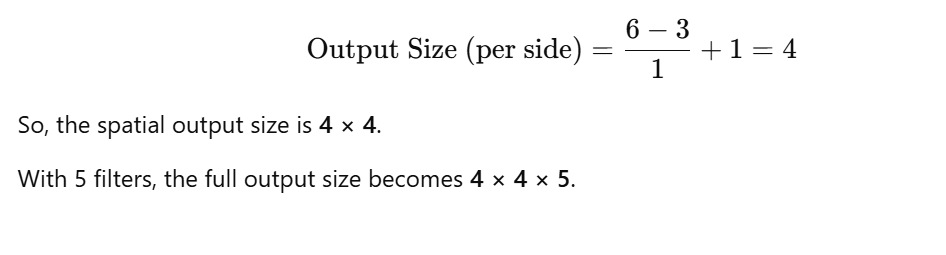 Output Size (per side) = \frac{6 − 3}{1} + 1 = 4
So, the spatial output size is 4 × 4.
With 5 filters, the full output size becomes 4 × 4 × 5.